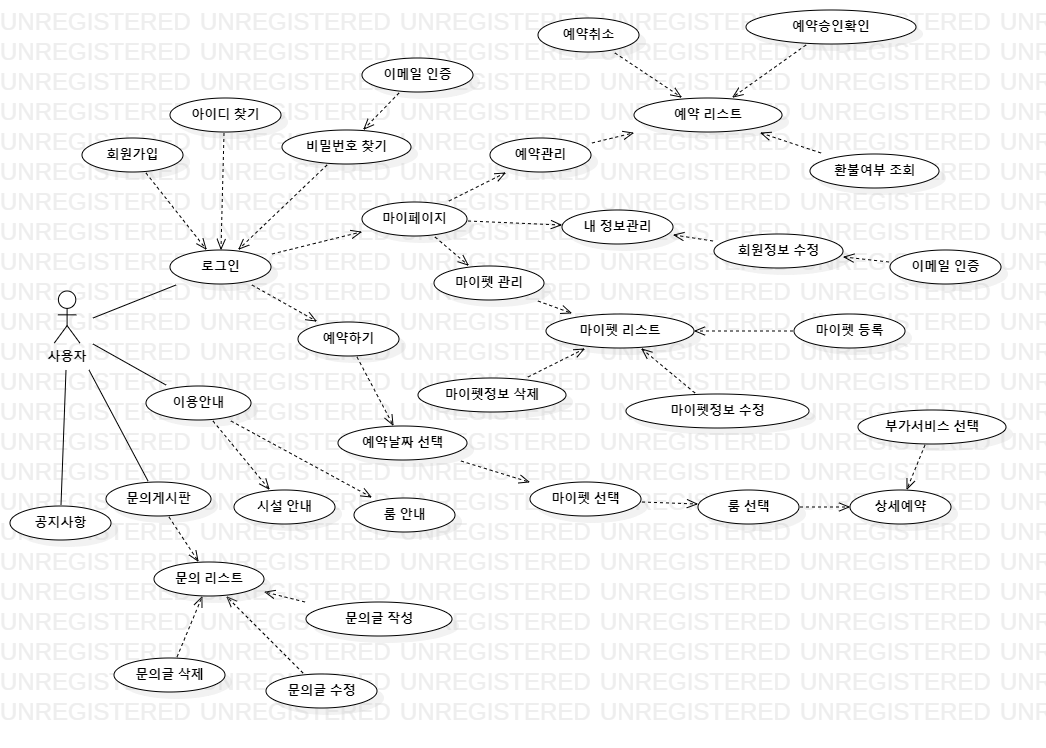 UNREGISTERED UNREGISTERED UNREGISTERED UNREGISTERED UNREGISTERED UNR
예약취소
예약승인확인
이메일 인증
아이디 찾기
예약 리스트
회원가입
비밀번호 찾기
예약관리
환불여부 조회
마이페이지
내 정보관리
회원정보 수정
로그인
이메일 인증
마이펫 관리
예약하기
마이펫 리스트
마이펫 등록
사용자
마이펫정보 삭제
이용안내
마이펫정보 수정
부가서비스 선택
예약날짜 선택
문의게시판
마이펫 선택
시설 안내
룸 선택
상세예약
룸 안내
공지사항
문의 리스트
문의글 작성
문의글 삭제
문의글 수정